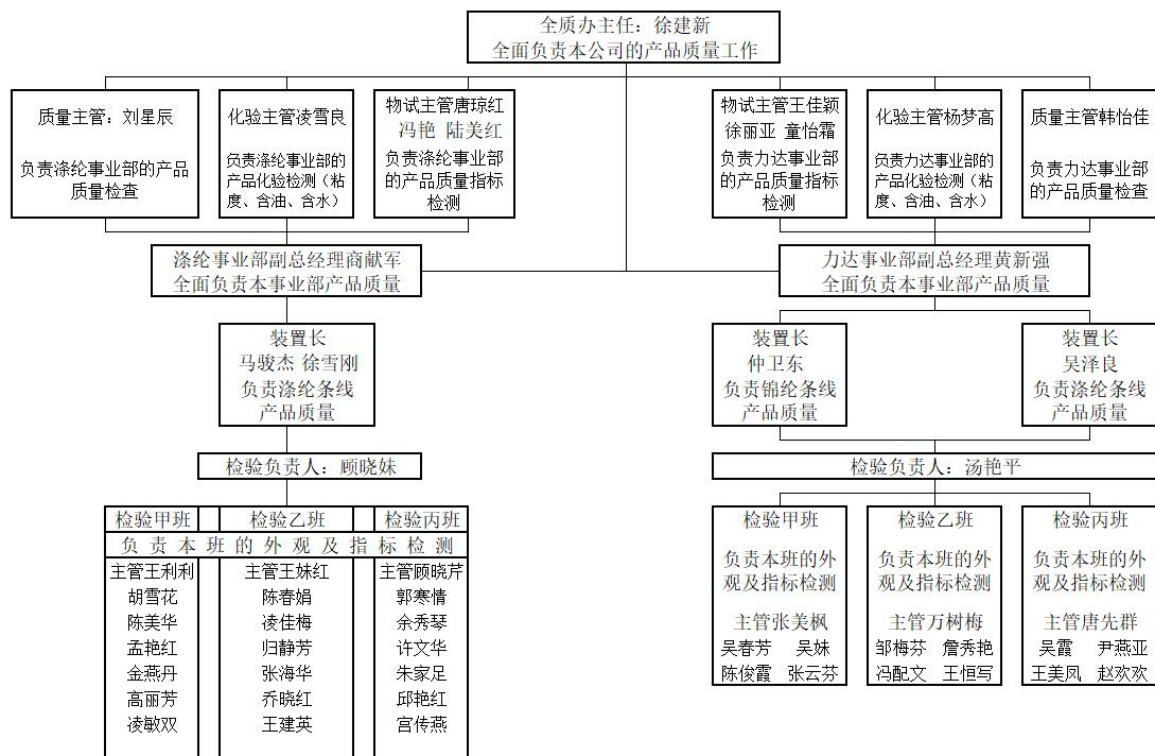 全质办主任：徐建新
全面负责本公司的产品质量工作
质量主管：刘星辰
负责涤纶事业部的产品
质量检查
化验主管凌雪良
负责涤纶事业部的
产品化验检测（粘
度、含油、含水）
物试主管唐琼红
冯艳 陆美红
负责涤纶事业部
的产品质量指标
检测
物试主管王佳颖
徐丽亚 童怡霜
负责力达事业部
的产品质量指标
检测
化验主管杨梦高
负责力达事业部的
产品化验检测（粘
度、含油、含水）
质量主管韩怡佳
负责力达事业部
的产品质量检查
涤纶事业部副总经理商献军
全面负责本事业部产品质量
力达事业部副总经理黄新强
全面负责本事业部产品质量
装置长
马骏杰 徐雪刚
负责涤纶条线
产品质量
装置长
仲卫东
负责锦纶条线
产品质量
装置长
吴泽良
负责涤纶条线
产品质量
检验负责人：顾晓妹
检验负责人：汤艳平
检验甲班 检验乙班 检验丙班
负责本班的外观及指标检测
主管王利利 主管王妹红 主管顾晓芹
胡雪花 陈春娟 郭寒情
陈美华 凌佳梅 余秀琴
孟艳红 归静芳 许文华
金燕丹 张海华 朱家足
高丽芳 乔晓红 邱艳红
凌敏双 王建英 宫传燕
检验甲班
负责本班的外
观及指标检测
主管张美枫
吴春芳 吴妹
陈俊霞 张云芬
检验乙班
负责本班的外
观及指标检测
主管万树梅
邹梅芬 詹秀艳
冯配文 王恒写
检验丙班
负责本班的外
观及指标检测
主管唐先群
吴霞 尹燕亚
王美凤 赵欢欢